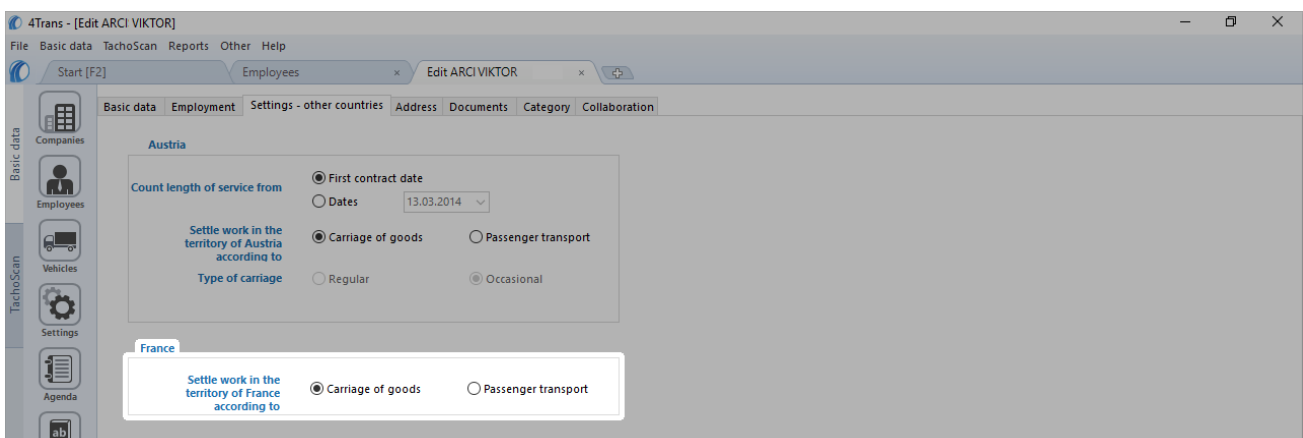 4Trans - [Edit ARCI VIKTOR]
File Basic data TachoScan Reports Other Help
Start [F2] Employees Edit ARCI VIKTOR
Basic data Employment Settings - other countries Address Documents Category Collaboration
Basic data
TachoScan
Companies
Employees
Vehicles
Settings
Agenda
ab
Austria
Count length of service from
First contract date
Dates 13.03.2014
Settle work in the
territory of Austria
according to
Carriage of goods Passenger transport
Type of carriage Regular Occasional
France
Settle work in the
territory of France
according to
Carriage of goods Passenger transport